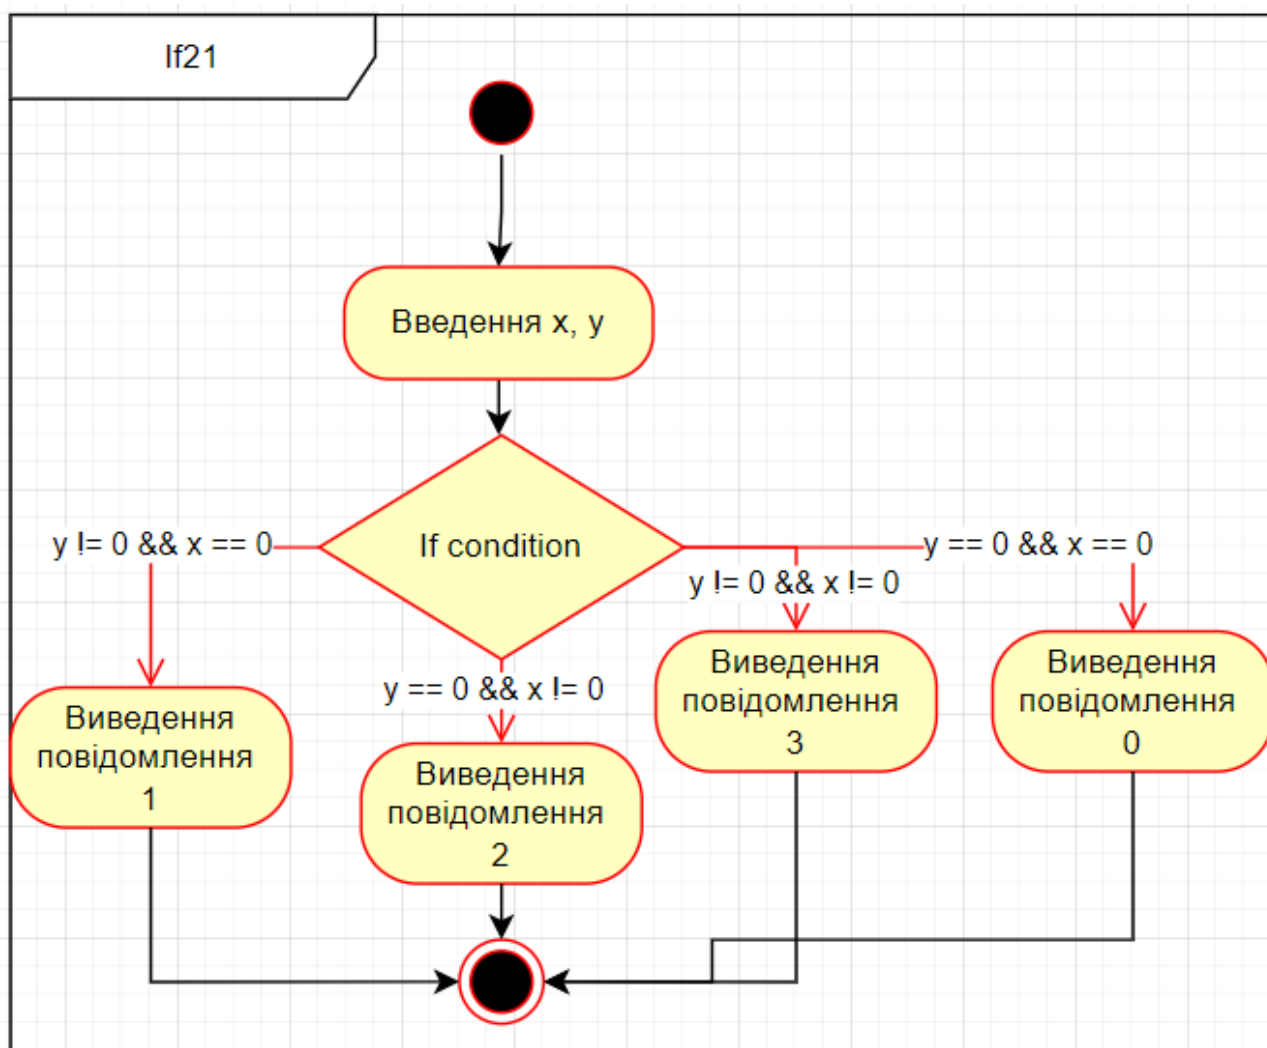 If21
Введення x, y
If condition
y != 0 && x == 0
y == 0 && x == 0
y != 0 && x != 0
y == 0 && x != 0
Виведення
повідомлення
1
Виведення
повідомлення
2
Виведення
повідомлення
3
Виведення
повідомлення
0